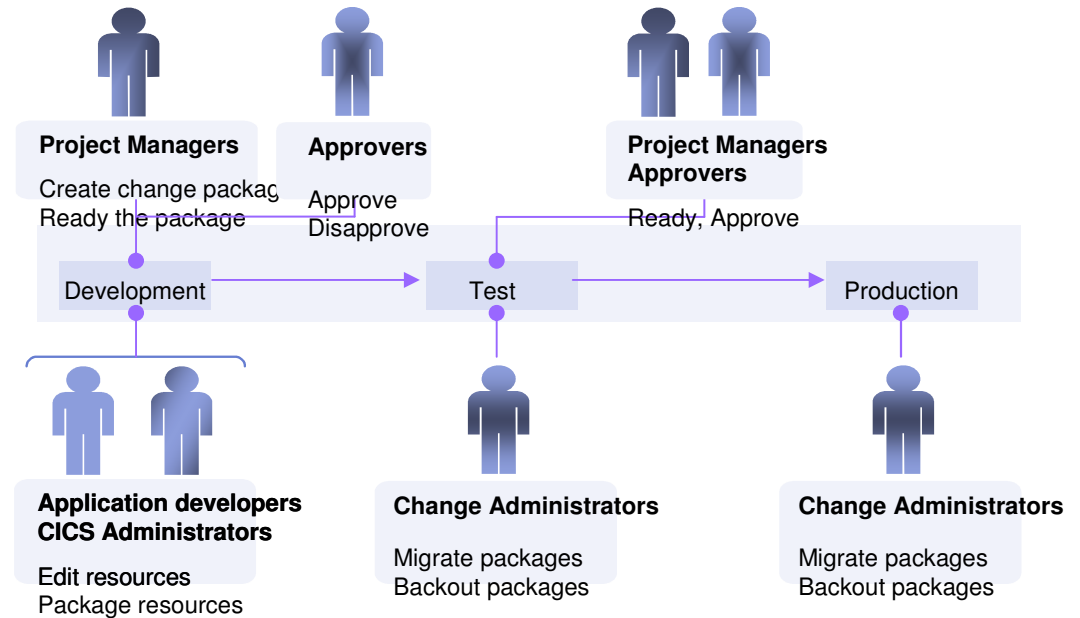 Project Managers
Create change packag
Ready the package
Approvers
Approve
Disapprove
Project Managers
Approvers
Ready, Approve
Development
Test
Production
Application developers
CICS Administrators
Edit resources
Package resources
Change Administrators
Migrate packages
Backout packages
Change Administrators
Migrate packages
Backout packages